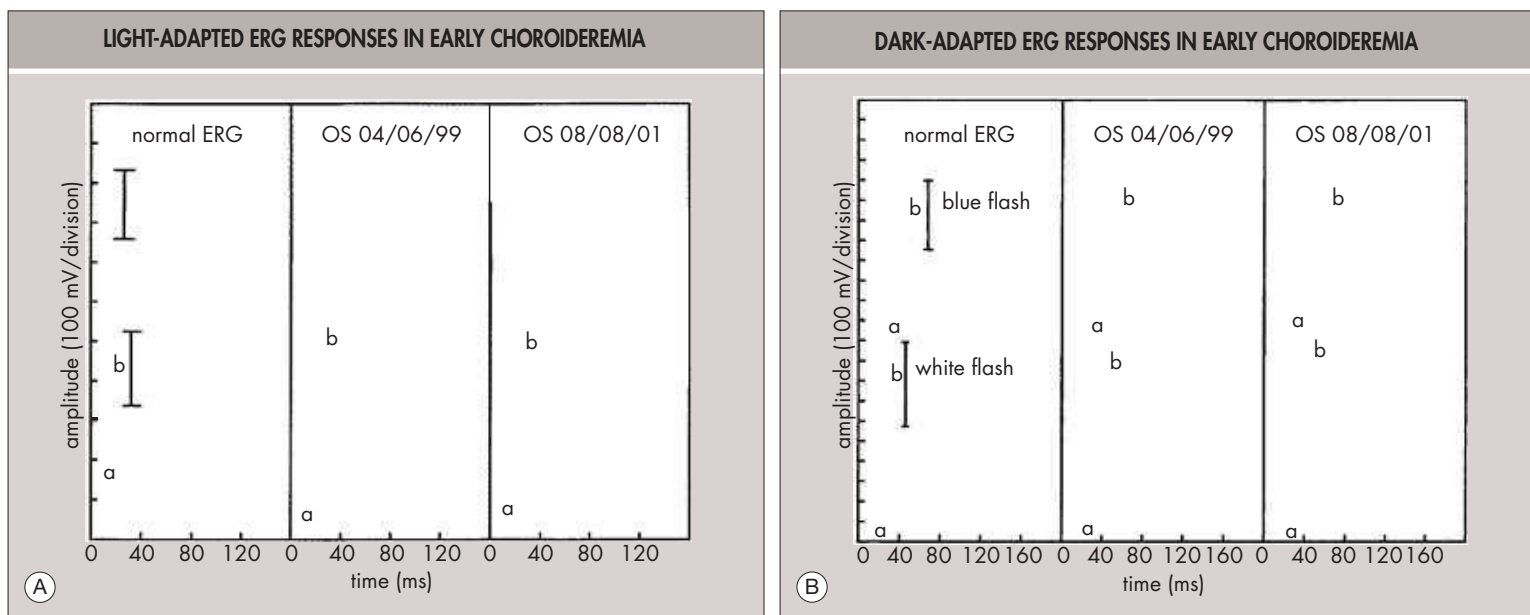 LIGHT-ADAPTED ERG RESPONSES IN EARLY CHOROIDEREMIA
amplitude (100 mV/division)
normal ERG
OS 04/06/99
OS 08/08/01
b
b
b
a
a
a
0 40 80 120 0 40 80 120 0 40 80 120
time (ms)
A
DARK-ADAPTED ERG RESPONSES IN EARLY CHOROIDEREMIA
amplitude (100 mV/division)
normal ERG
OS 04/06/99
OS 08/08/01
b blue flash
b
b
a
a
a
b white flash
b
b
a
a
a
0 40 80 120 160 0 40 80 120 160 0 40 80 120 160
time (ms)
B